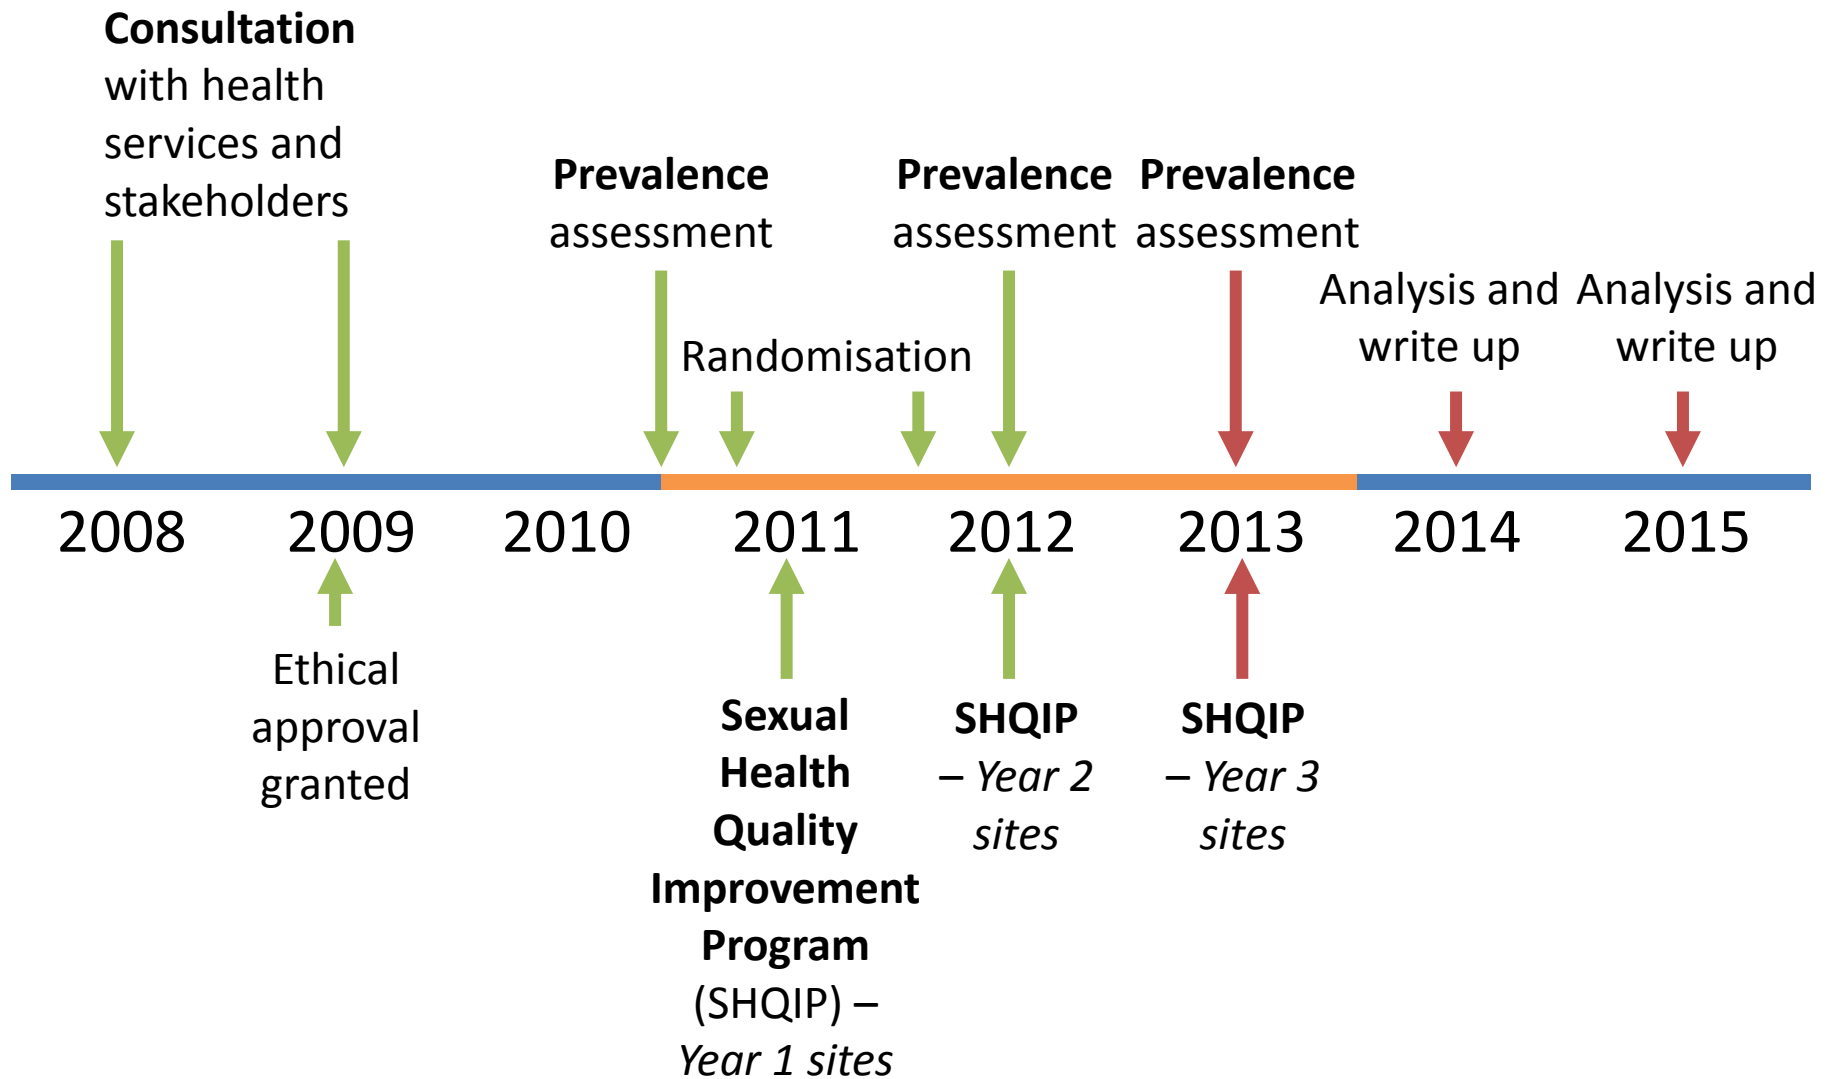 Consultation
with health
services and
stakeholders
Prevalence
assessment
Prevalence
assessment
Prevalence
assessment
Randomisation
Analysis and
write up
Analysis and
write up
2008
2009
2010
2011
2012
2013
2014
2015
Ethical
approval
granted
Sexual
Health
Quality
Improvement
Program
(SHQIP) –
Year 1 sites
SHQIP
– Year 2
sites
SHQIP
– Year 3
sites